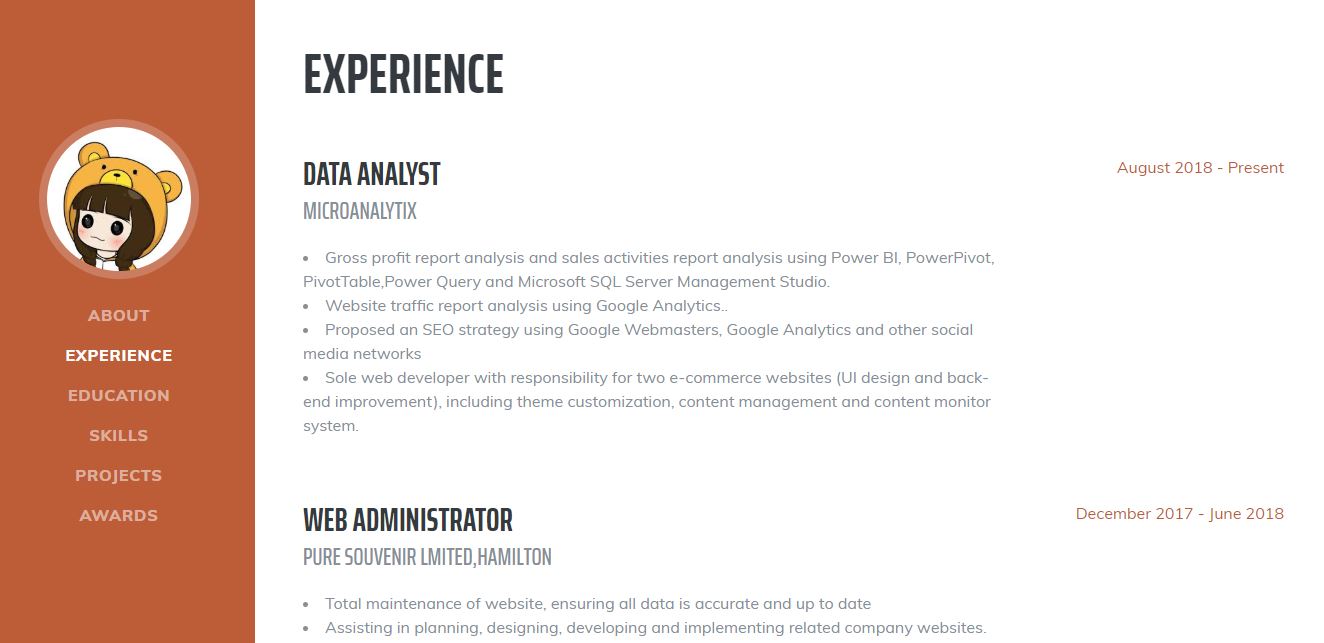 ABOUT
EXPERIENCE
EDUCATION
SKILLS
PROJECTS
AWARDS
EXPERIENCE
DATA ANALYST
August 2018 - Present
MICROANALYTIX
• Gross profit report analysis and sales activities report analysis using Power BI, PowerPivot,
PivotTable,Power Query and Microsoft SQL Server Management Studio.
• Website traffic report analysis using Google Analytics..
• Proposed an SEO strategy using Google Webmasters, Google Analytics and other social
media networks
• Sole web developer with responsibility for two e-commerce websites (UI design and back-
end improvement), including theme customization, content management and content monitor
system.
WEB ADMINISTRATOR
December 2017 - June 2018
PURE SOUVENIR LMITED,HAMILTON
• Total maintenance of website, ensuring all data is accurate and up to date
• Assisting in planning, designing, developing and implementing related company websites.